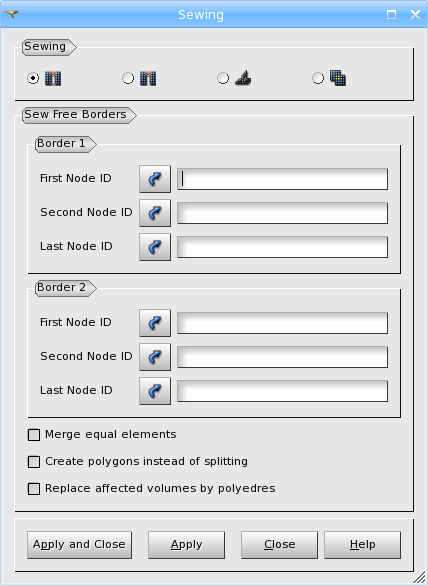 Sewing
Sewing
Sew Free Borders
Border 1
First Node ID
Second Node ID
Last Node ID
Border 2
First Node ID
Second Node ID
Last Node ID
Merge equal elements
Create polygons instead of splitting
Replace affected volumes by polyedres
Apply and Close Apply Close Help